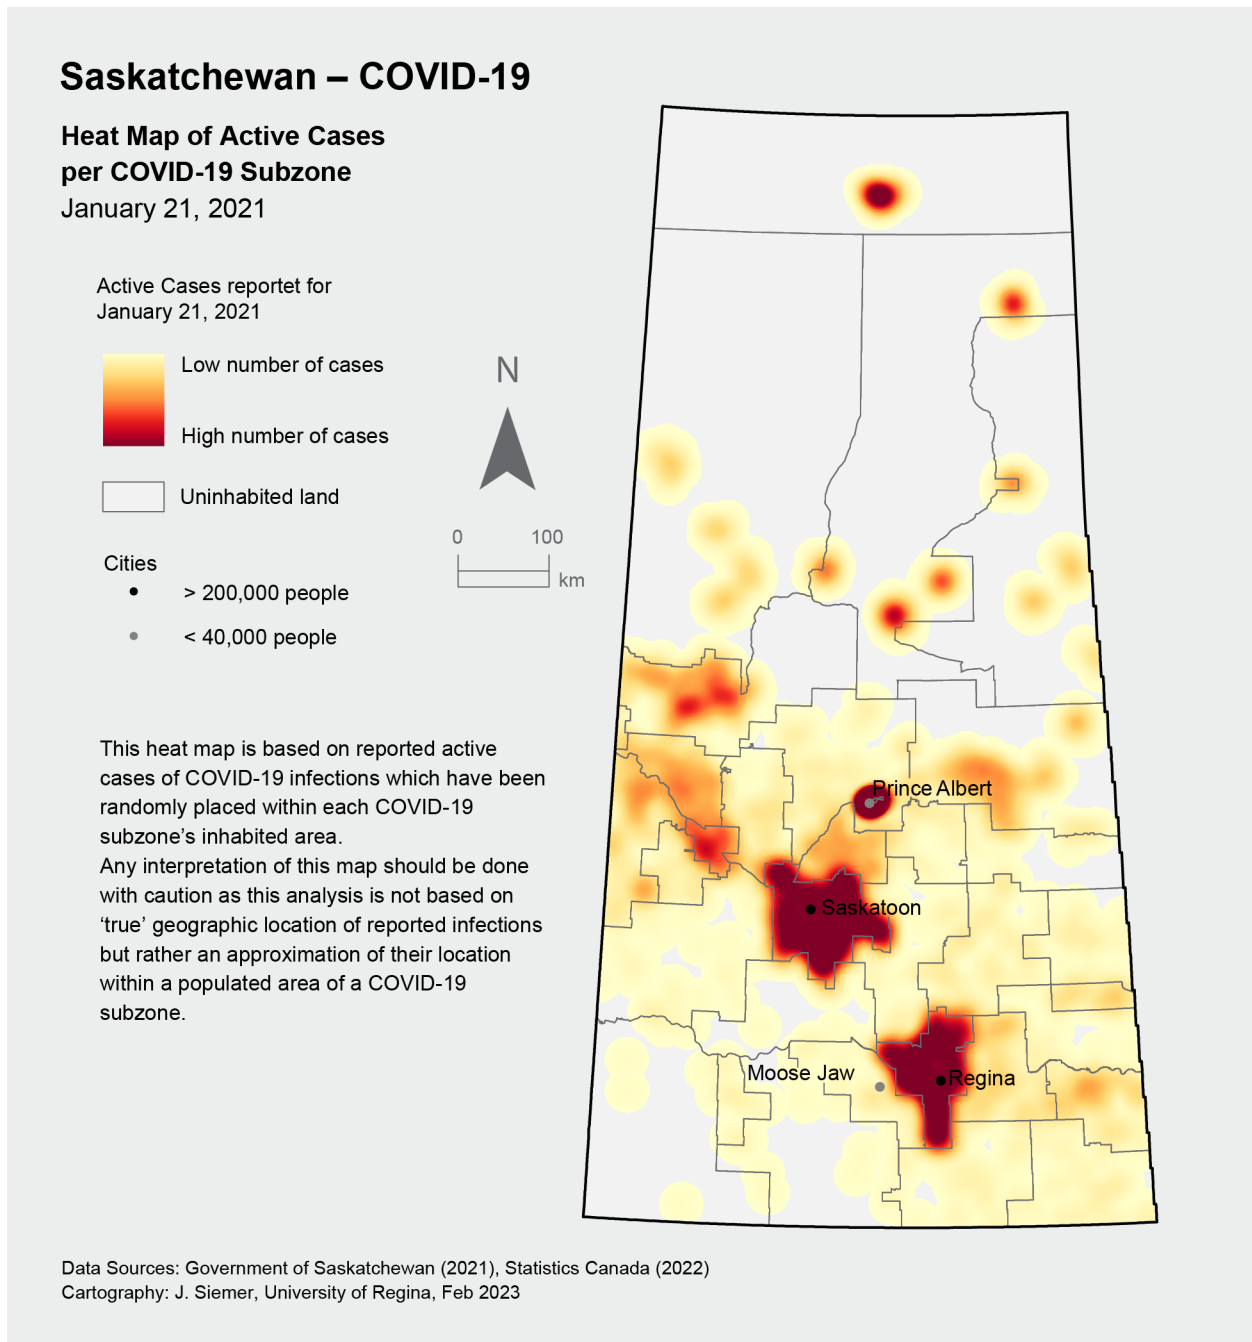 Saskatchewan – COVID-19
Heat Map of Active Cases
per COVID-19 Subzone
January 21, 2021
Active Cases reportet for
January 21, 2021
Low number of cases
High number of cases
Uninhabited land
Cities
> 200,000 people
< 40,000 people
N
0 100
km
This heat map is based on reported active
cases of COVID-19 infections which have been
randomly placed within each COVID-19
subzone’s inhabited area.
Any interpretation of this map should be done
with caution as this analysis is not based on
‘true’ geographic location of reported infections
but rather an approximation of their location
within a populated area of a COVID-19
subzone.
Prince Albert
Saskatoon
Moose Jaw
Regina
Data Sources: Government of Saskatchewan (2021), Statistics Canada (2022)
Cartography: J. Siemer, University of Regina, Feb 2023